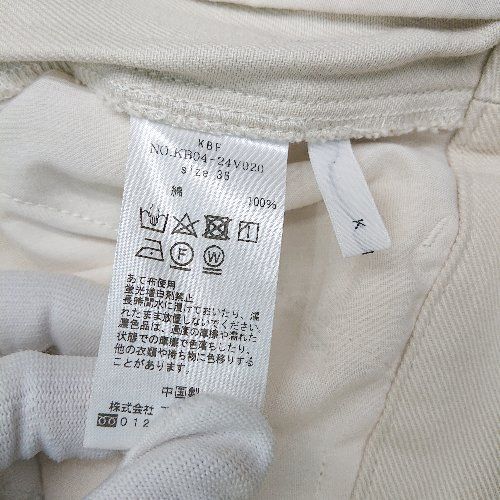 KBF
NO.KB04-24V020
size 36
綿 100%
あて布使用
蛍光増白剤禁止
長時間水に漬けておいたり、濡
れたまま放置しないでください。
濃色品は、過度の摩擦や濡れた
状態での摩擦で色落ちしたり、
他の衣類や持ち物に色移りする
ことがあります。
中国製
株式会社
0012
K